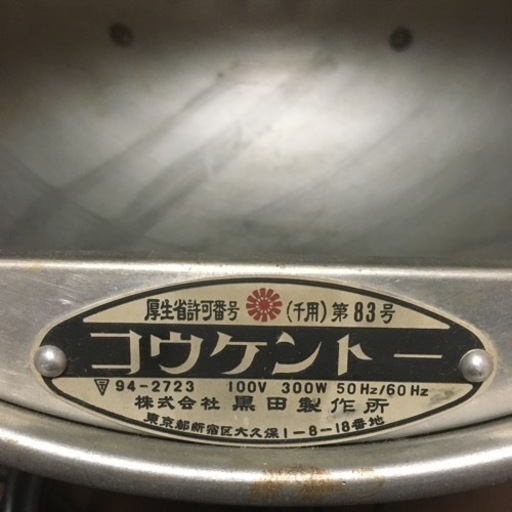 厚生省許可番号 (千用)第83号
コウケントー
〒94-2723 100V 300W 50Hz/60Hz
株式会社 黒田製作所
東京都新宿区大久保1-8-18番地